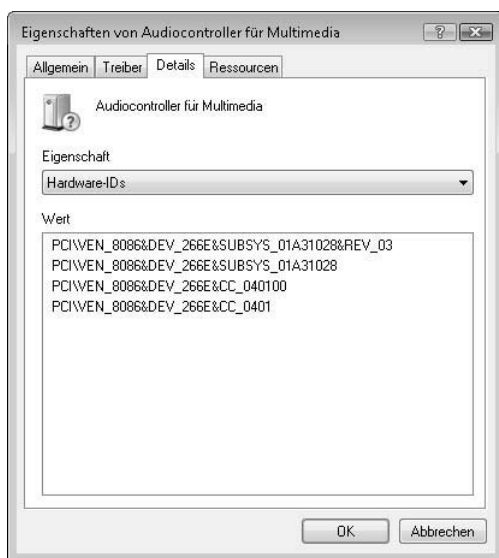 Eigenschaften von Audiocontroller für Multimedia
Allgemein Treiber Details Ressourcen
Audiocontroller für Multimedia
Eigenschaft
Hardware-IDs
Wert
PCI\VEN_8086&DEV_266E&SUBSYS_01A31028&REV_03
PCI\VEN_8086&DEV_266E&SUBSYS_01A31028
PCI\VEN_8086&DEV_266E&CC_040100
PCI\VEN_8086&DEV_266E&CC_0401
OK Abbrechen